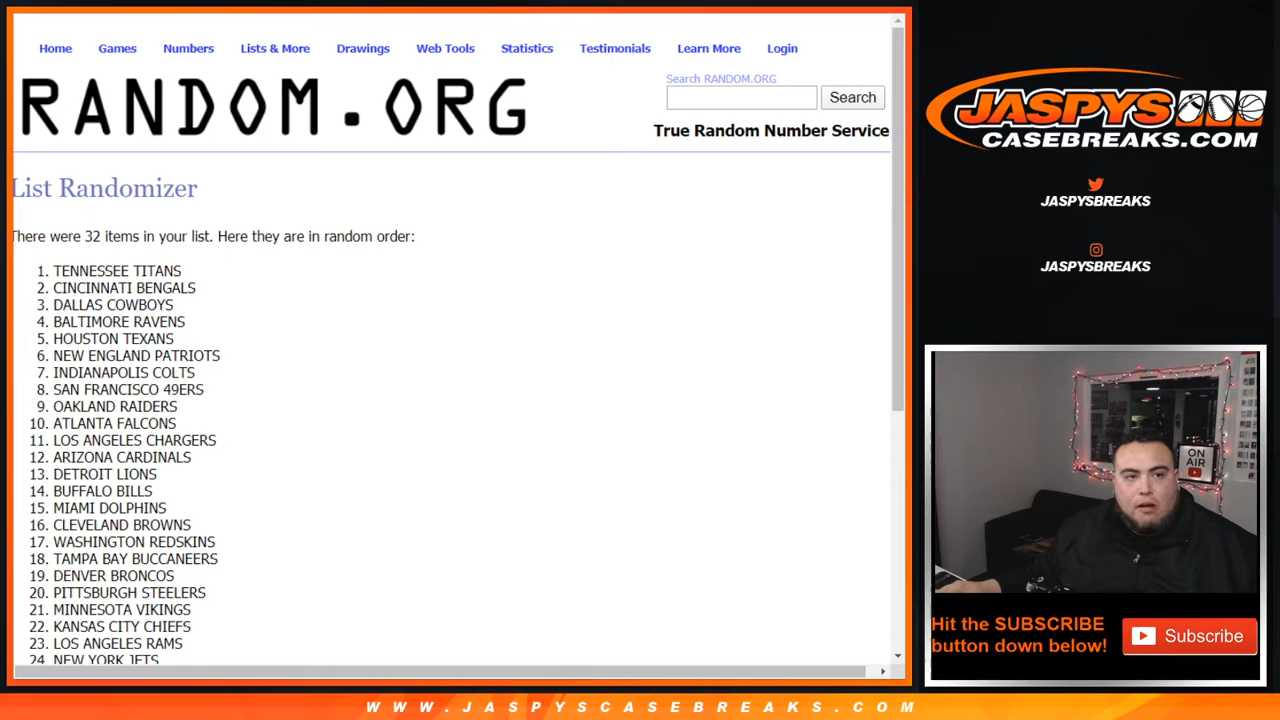 Home Games Numbers Lists & More Drawings Web Tools Statistics Testimonials Learn More Login
RANDOM.ORG
Search RANDOM.ORG
Search
True Random Number Service
List Randomizer
There were 32 items in your list. Here they are in random order:
1. TENNESSEE TITANS
2. CINCINNATI BENGALS
3. DALLAS COWBOYS
4. BALTIMORE RAVENS
5. HOUSTON TEXANS
6. NEW ENGLAND PATRIOTS
7. INDIANAPOLIS COLTS
8. SAN FRANCISCO 49ERS
9. OAKLAND RAIDERS
10. ATLANTA FALCONS
11. LOS ANGELES CHARGERS
12. ARIZONA CARDINALS
13. DETROIT LIONS
14. BUFFALO BILLS
15. MIAMI DOLPHINS
16. CLEVELAND BROWNS
17. WASHINGTON REDSKINS
18. TAMPA BAY BUCCANEERS
19. DENVER BRONCOS
20. PITTSBURGH STEELERS
21. MINNESOTA VIKINGS
22. KANSAS CITY CHIEFS
23. LOS ANGELES RAMS
24. NEW YORK JETS
JASPYS
CASEBREAKS.COM
JASPYSBREAKS
JASPYSBREAKS
ON
AIR
Hit the SUBSCRIBE
button down below!
Subscribe
WWW.JASPYSCASEBREAKS.COM